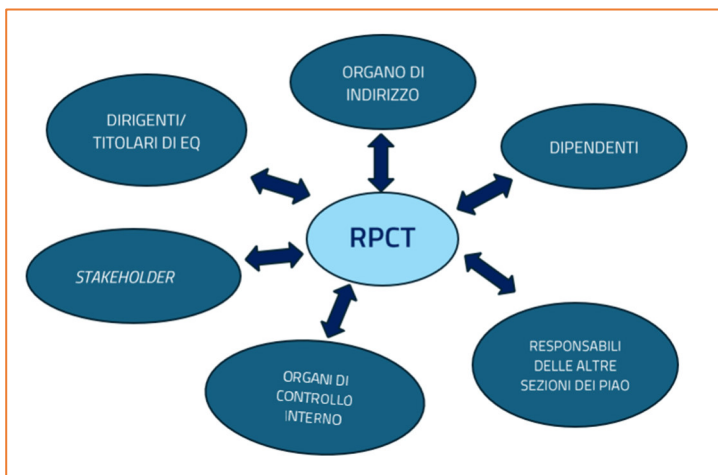 ORGANO DI
INDIRIZZO
DIRIGENTI/
TITOLARI DI EQ
DIPENDENTI
RPCT
STAKEHOLDER
RESPONSABILI
DELLE ALTRE
SEZIONI DEI PIAO
ORGANI DI
CONTROLLO
INTERNO